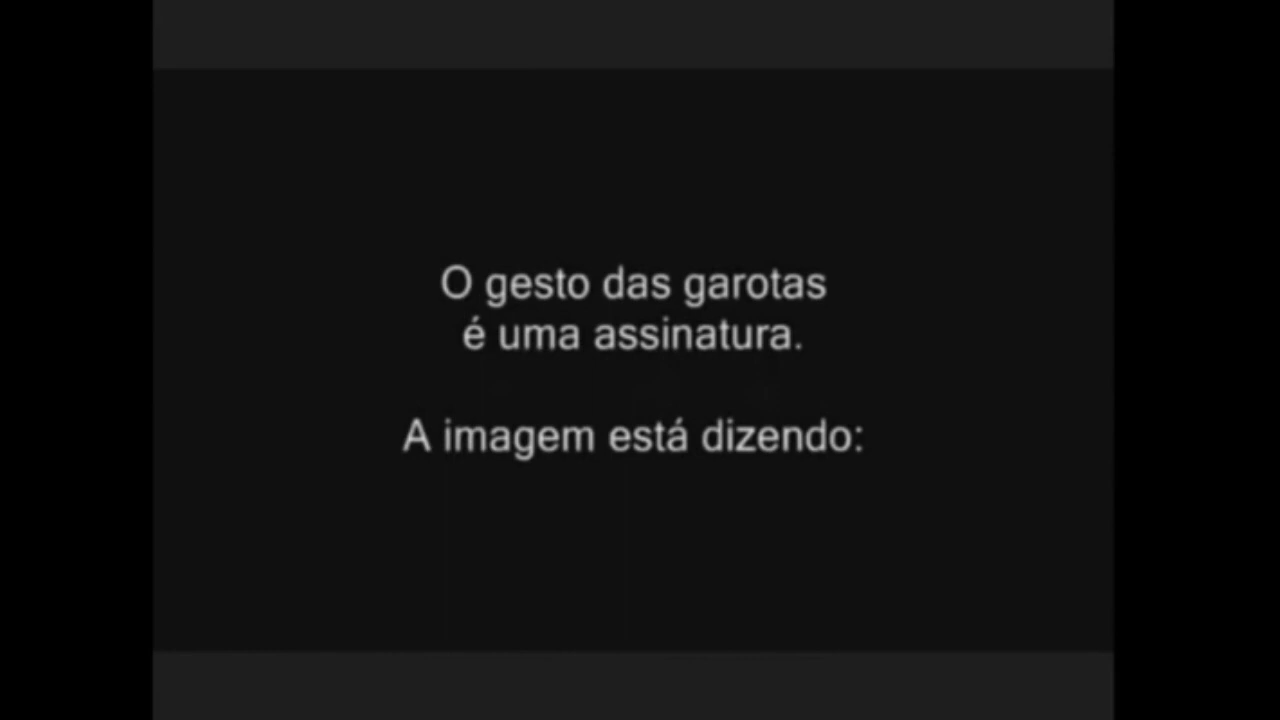 O gesto das garotas
é uma assinatura.
A imagem está dizendo: